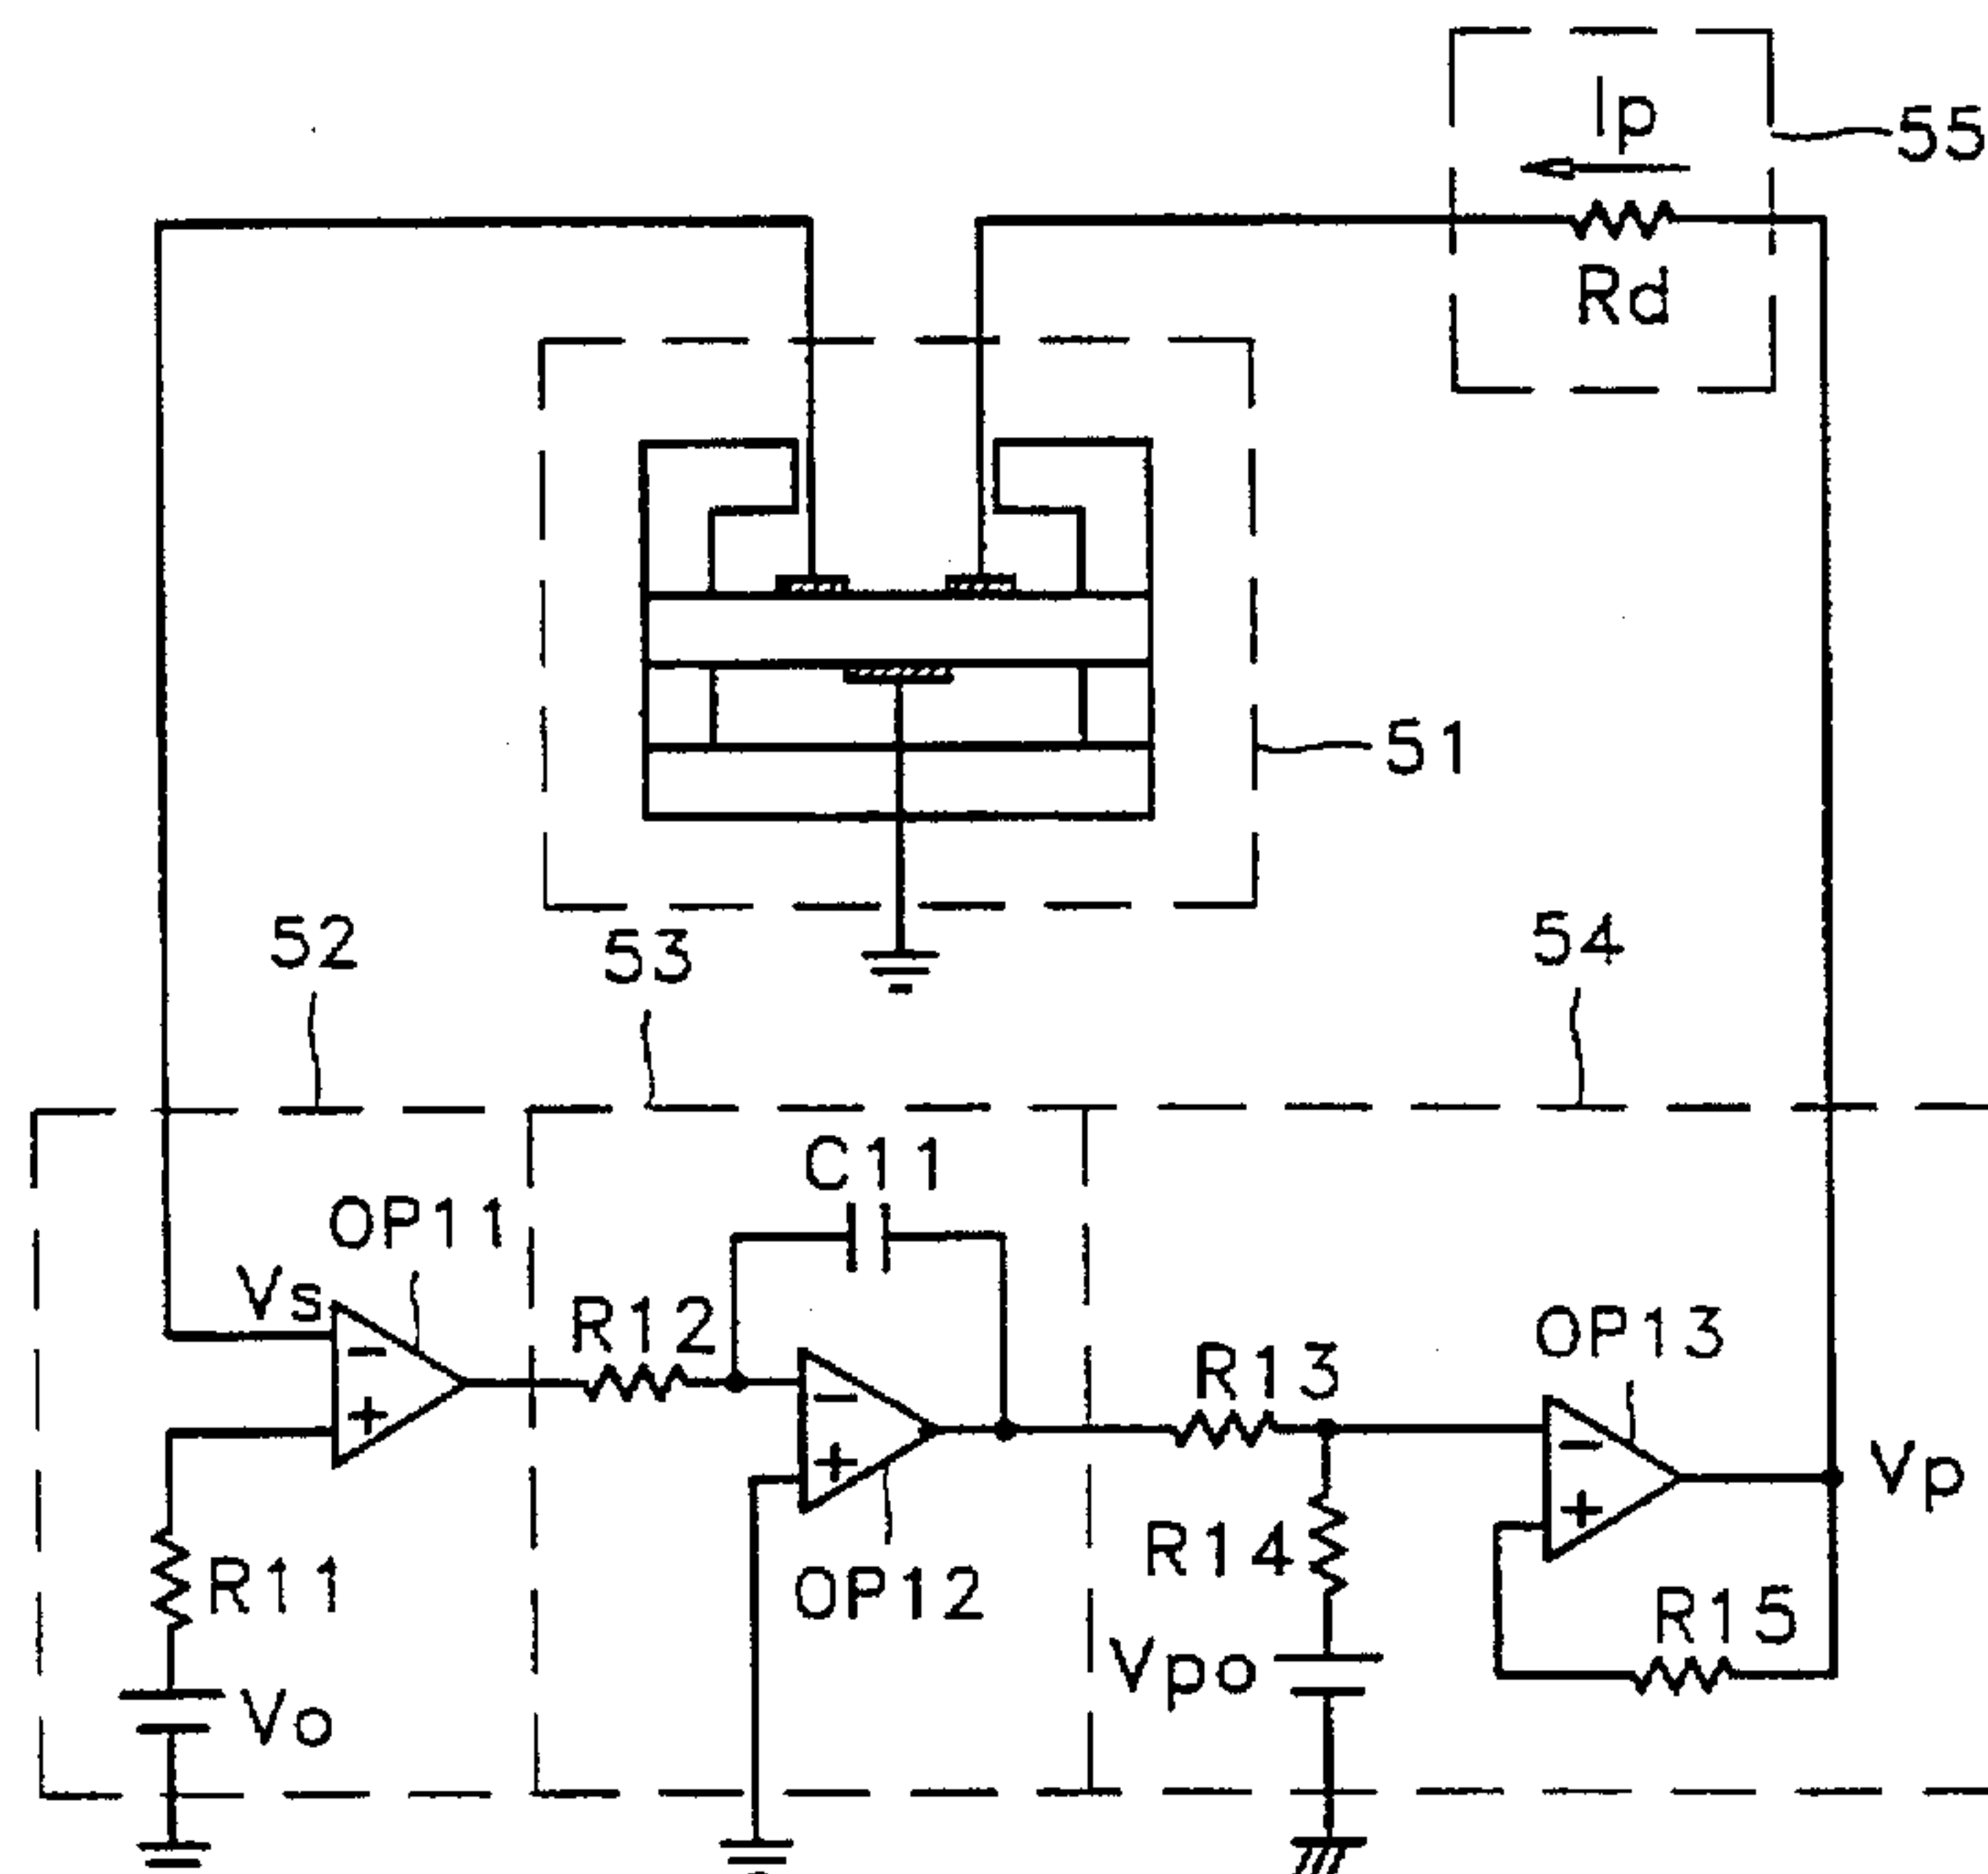 Ip
55
Rd
51
52
53
54
C11
OP11
Vs
R12
OP13
R13
-
+
-
+
-
+
Vp
R14
R11
OP12
R15
Vpo
Vo